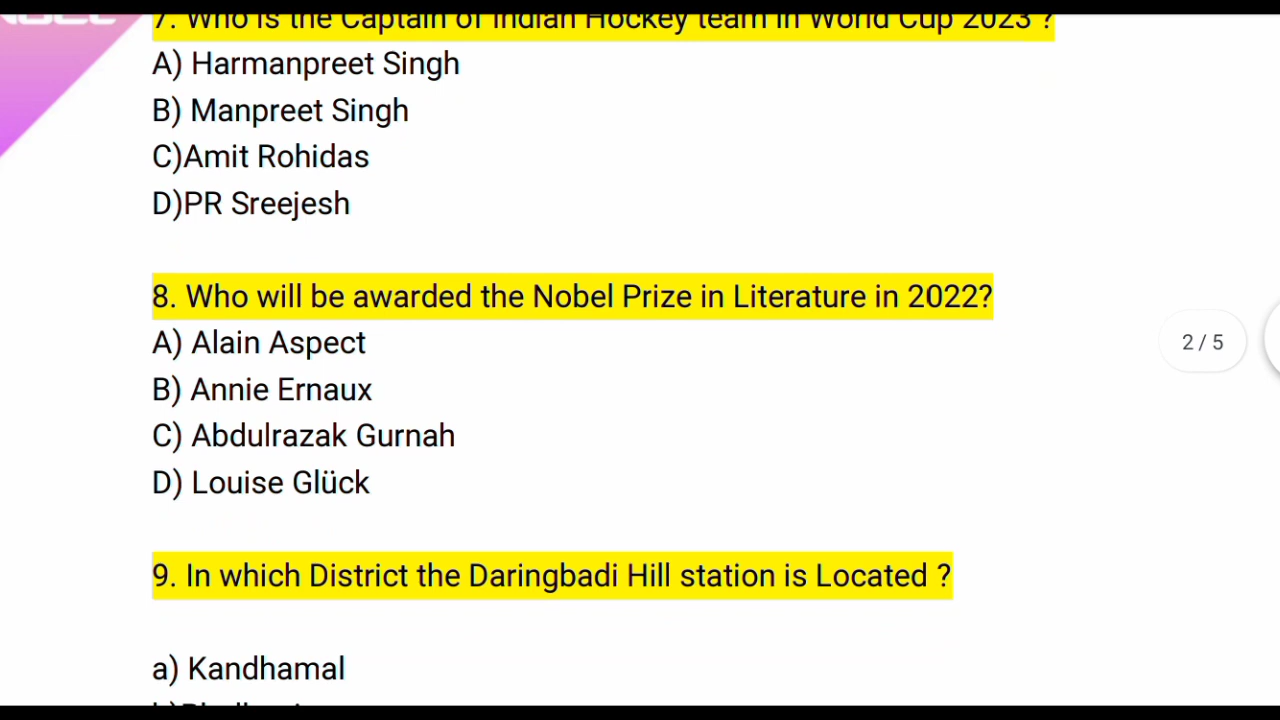 7. Who is the Captain of Indian Hockey team in World Cup 2023 ?
A) Harmanpreet Singh
B) Manpreet Singh
C)Amit Rohidas
D)PR Sreejesh
8. Who will be awarded the Nobel Prize in Literature in 2022?
A) Alain Aspect
B) Annie Ernaux
C) Abdulrazak Gurnah
D) Louise Glück
2 / 5
9. In which District the Daringbadi Hill station is Located ?
a) Kandhamal